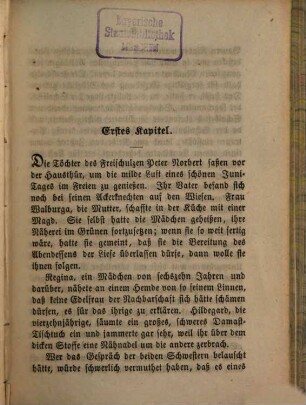 Bayerische
Staatsbibliothek
München
Erstes Kapitel.
Die Töchter des Freischulzen Peter Norbert saßen vor
der Hausthür, um die milde Luft eines schönen Juni-
Tages im Freien zu genießen. Ihr Vater befand sich
noch bei seinen Ackerknechten auf den Wiesen. Frau
Walburga, die Mutter, schaffte in der Küche mit einer
Magd. Sie selbst hatte die Mädchen geheißen, ihre
Näherei im Grünen fortzusetzen; wenn sie so weit fertig
wären, hatte sie gemeint, daß sie die Bereitung des
Abendessens der Liese überlassen dürfe, dann wolle sie
ihnen folgen.
Regina, ein Mädchen von sechszehn Jahren und
darüber, nähete an einem Hemde von so feinem Linnen,
daß keine Edelfrau der Nachbarschaft sich hätte schämen
dürfen, es für das ihrige zu erklären. Hildegard, die
vierzehnjährige, säumte ein großes, schweres Damast-
Tischtuch ein und jammerte gar sehr, weil ihr über dem
dicken Stoffe eine Nähnadel um die andere zerbrach.
Wer das Gespräch der beiden Schwestern belauscht
hätte, würde schwerlich vermuthet haben, daß es eines